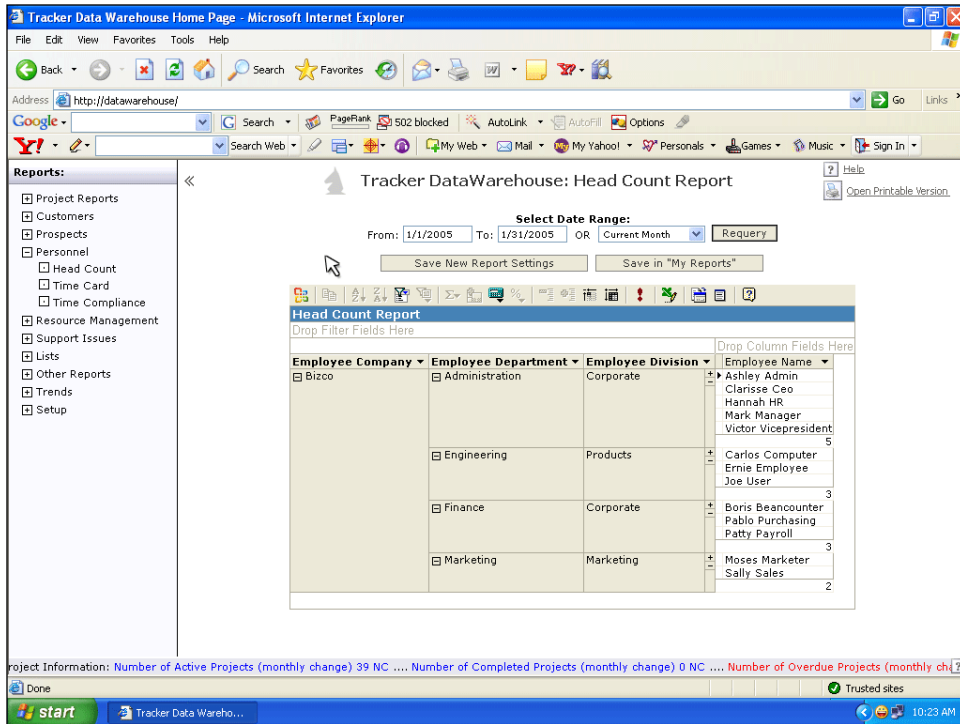 Tracker Data Warehouse Home Page - Microsoft Internet Explorer
File Edit View Favorites Tools Help
Back Search Favorites
Address http://datawarehouse/ Go Links
Google Search PageRank 502 blocked AutoLink AutoFill Options
Y! Search Web My Web Mail My Yahoo! Personals Games Music Sign In
Reports:
Project Reports
Customers
Prospects
Personnel
Head Count
Time Card
Time Compliance
Resource Management
Support Issues
Lists
Other Reports
Trends
Setup
Tracker DataWarehouse: Head Count Report
Help
Open Printable Version
Select Date Range:
From: 1/1/2005 To: 1/31/2005 OR Current Month Requery
Save New Report Settings Save in "My Reports"
Head Count Report
Drop Filter Fields Here
Drop Column Fields Here
Employee Company Employee Department Employee Division Employee Name
Bizco Administration Corporate Ashley Admin
Clarisse Ceo
Hannah HR
Mark Manager
Victor Vicepresident
5
Engineering Products Carlos Computer
Ernie Employee
Joe User
3
Finance Corporate Boris Beancounter
Pablo Purchasing
Patty Payroll
3
Marketing Marketing Moses Marketer
Sally Sales
2
roject Information: Number of Active Projects (monthly change) 39 NC .... Number of Completed Projects (monthly change) 0 NC .... Number of Overdue Projects (monthly cha
Done Trusted sites
start Tracker Data Wareho... 10:23 AM